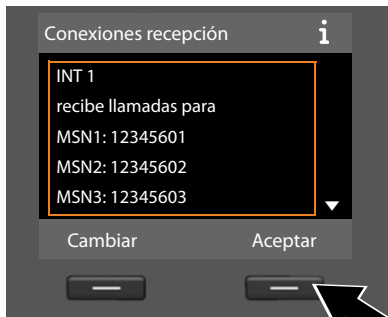 Conexiones recepción i
INT 1
recibe llamadas para
MSN1: 12345601
MSN2: 12345602
MSN3: 12345603
Cambiar Aceptar